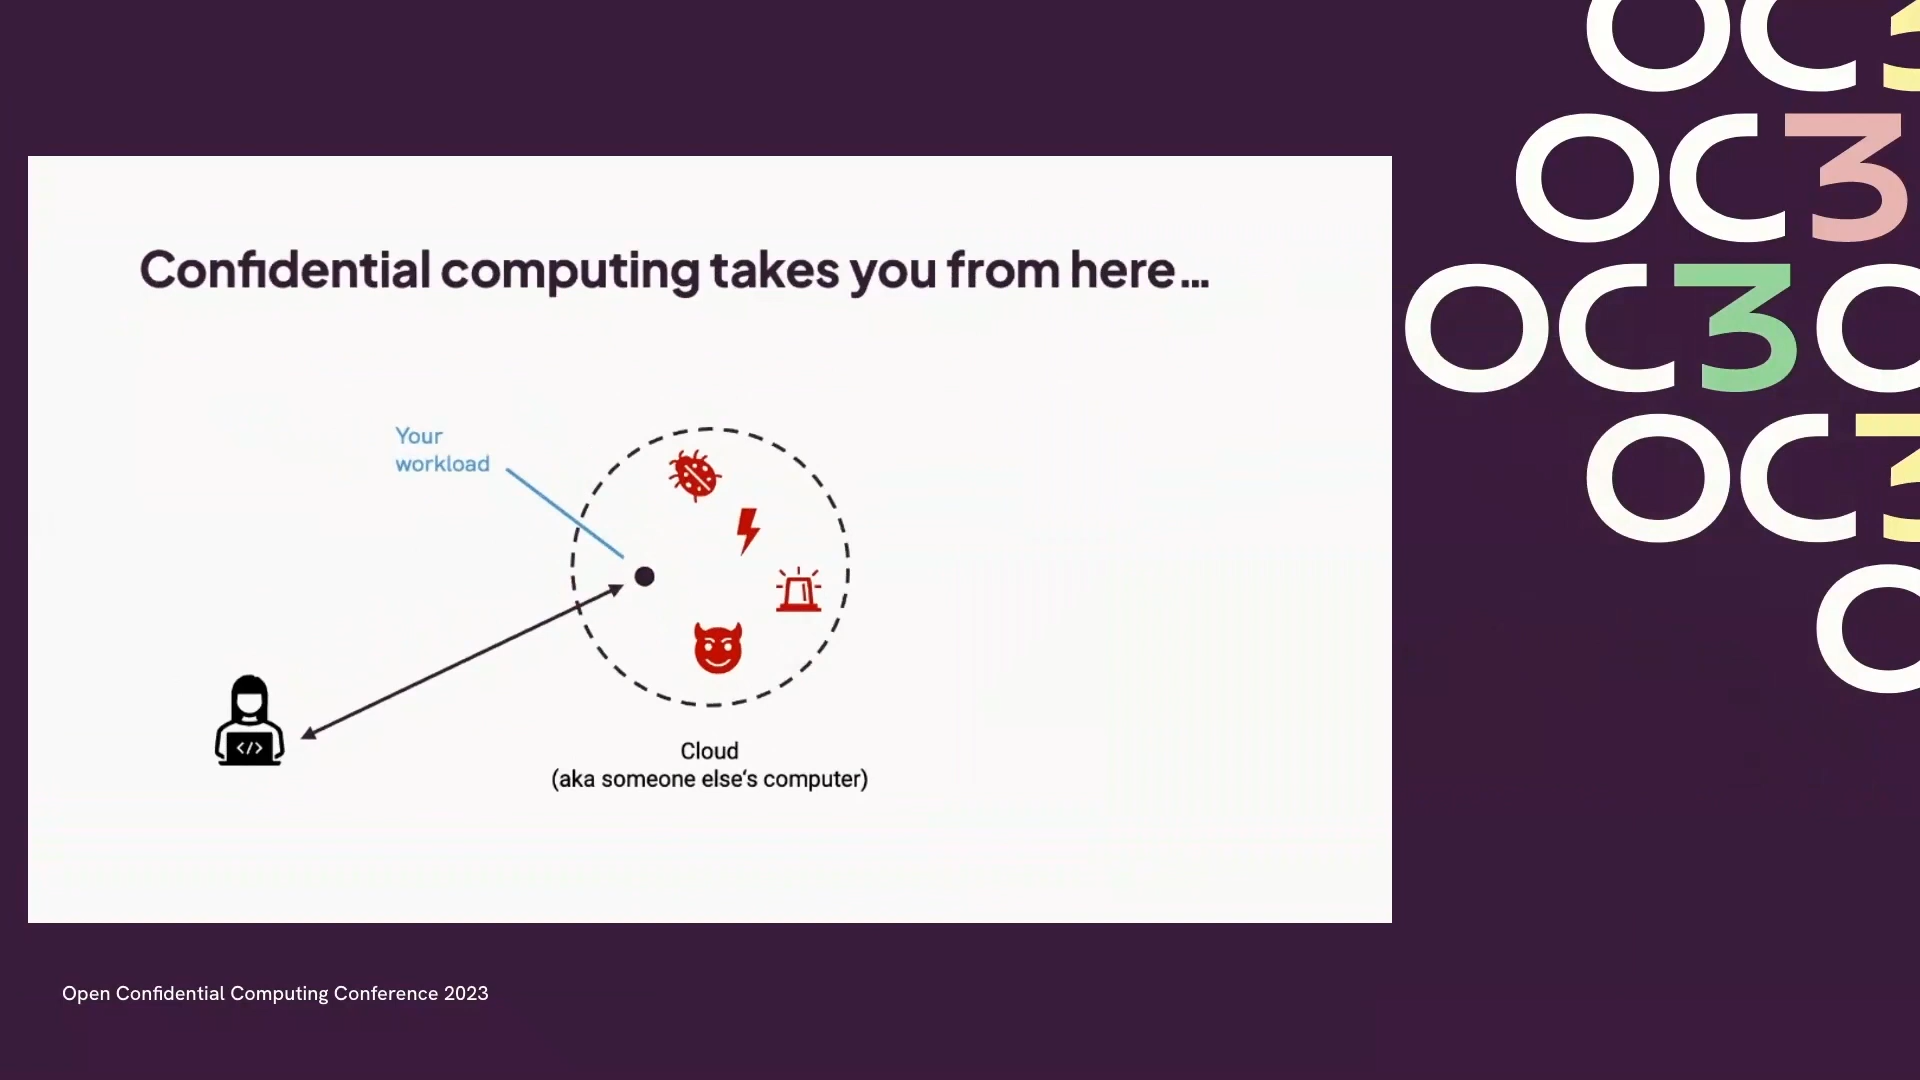 OC3
OC3
Confidential computing takes you from here...
OC3O
Your
workload
OC3
O
</>
Cloud
(aka someone else's computer)
Open Confidential Computing Conference 2023